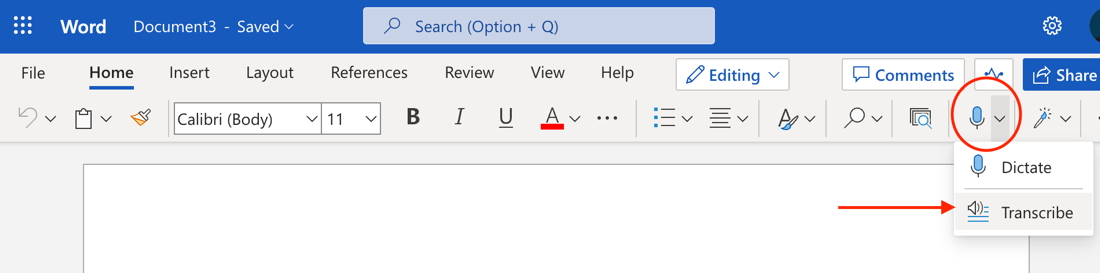 Word Document3 - Saved Search (Option + Q)
File Home Insert Layout References Review View Help Editing Comments Share
Calibri (Body) 11 B I U A
Dictate
Transcribe